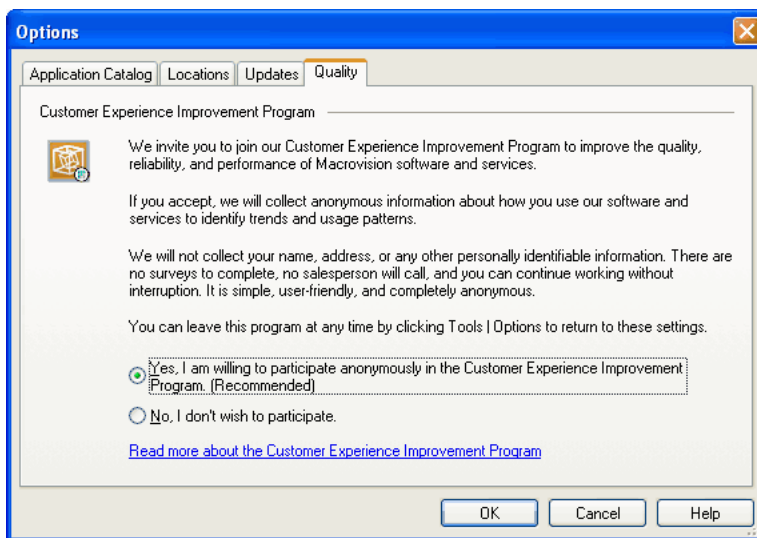 Options
Application Catalog Locations Updates Quality
Customer Experience Improvement Program
We invite you to join our Customer Experience Improvement Program to improve the quality,
reliability, and performance of Macrovision software and services.
If you accept, we will collect anonymous information about how you use our software and
services to identify trends and usage patterns.
We will not collect your name, address, or any other personally identifiable information. There are
no surveys to complete, no salesperson will call, and you can continue working without
interruption. It is simple, user-friendly, and completely anonymous.
You can leave this program at any time by clicking Tools | Options to return to these settings.
Yes, I am willing to participate anonymously in the Customer Experience Improvement
Program. (Recommended)
No, I don't wish to participate.
Read more about the Customer Experience Improvement Program
OK Cancel Help